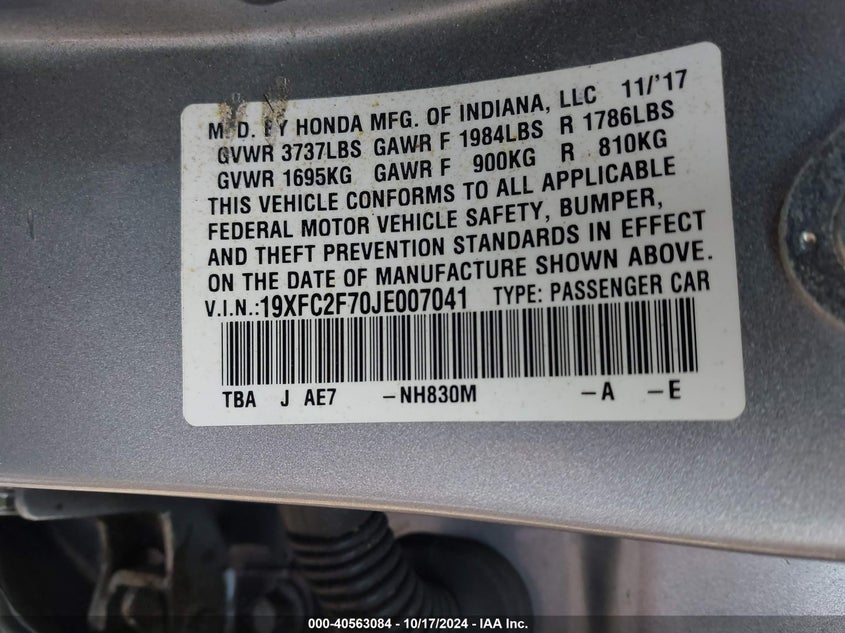 MFD. BY HONDA MFG. OF INDIANA, LLC 11/'17
GVWR 3737LBS GAWR F 1984LBS R 1786LBS
GVWR 1695KG GAWR F 900KG R 810KG
THIS VEHICLE CONFORMS TO ALL APPLICABLE
FEDERAL MOTOR VEHICLE SAFETY, BUMPER,
AND THEFT PREVENTION STANDARDS IN EFFECT
ON THE DATE OF MANUFACTURE SHOWN ABOVE.
V.I.N.:19XFC2F70JE007041 TYPE: PASSENGER CAR
TBA J AE7 -NH830M -A -E
000-40563084 - 10/17/2024 - IAA Inc.